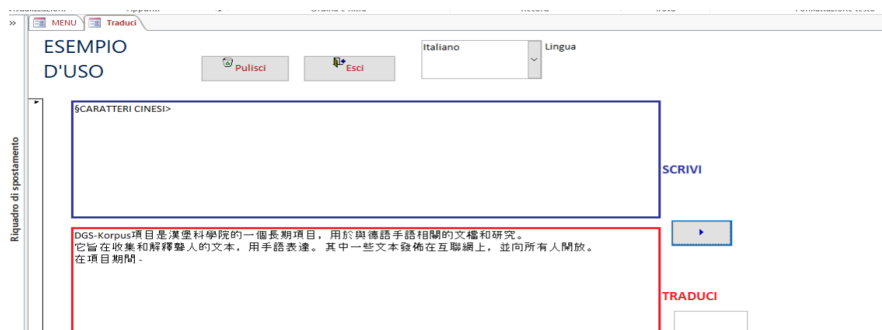 »
MENU
Traduci
ESEMPIO
D'USO
Pulisci
Esci
Italiano
Lingua
§CARATTERI CINESI>
SCRIVI
Riquadro di spostamento
DGS-Korpus項目是漢堡科學院的一個長期項目，用於與德語手語相關的文檔和研究。
它旨在收集和解釋聾人的文本，用手語表達。其中一些文本發佈在互聯網上，並向所有人開放。
在項目期間 -
TRADUCI